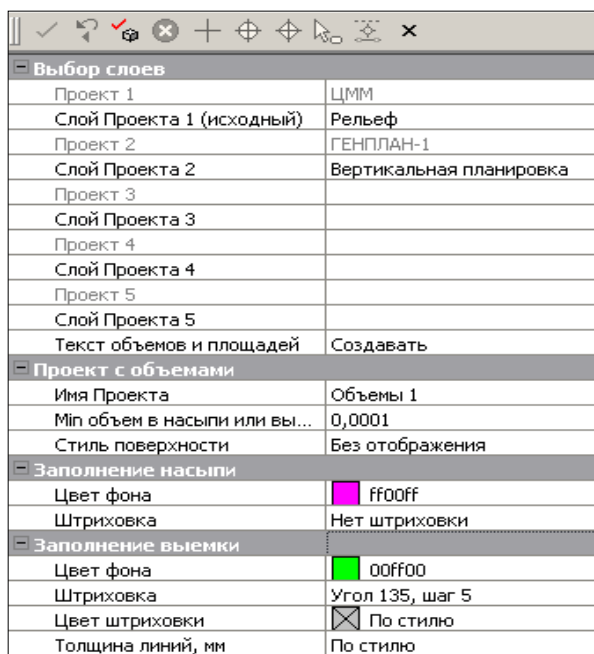 Выбор слоев
Проект 1 ЦММ
Слой Проекта 1 (исходный) Рельеф
Проект 2 ГЕНПЛАН-1
Слой Проекта 2 Вертикальная планировка
Проект 3
Слой Проекта 3
Проект 4
Слой Проекта 4
Проект 5
Слой Проекта 5
Текст объемов и площадей Создавать
Проект с объемами
Имя Проекта Объемы 1
Min объем в насыпи или вы... 0,0001
Стиль поверхности Без отображения
Заполнение насыпи
Цвет фона ff00ff
Штриховка Нет штриховки
Заполнение выемки
Цвет фона 00ff00
Штриховка Угол 135, шаг 5
Цвет штриховки По стилю
Толщина линий, мм По стилю